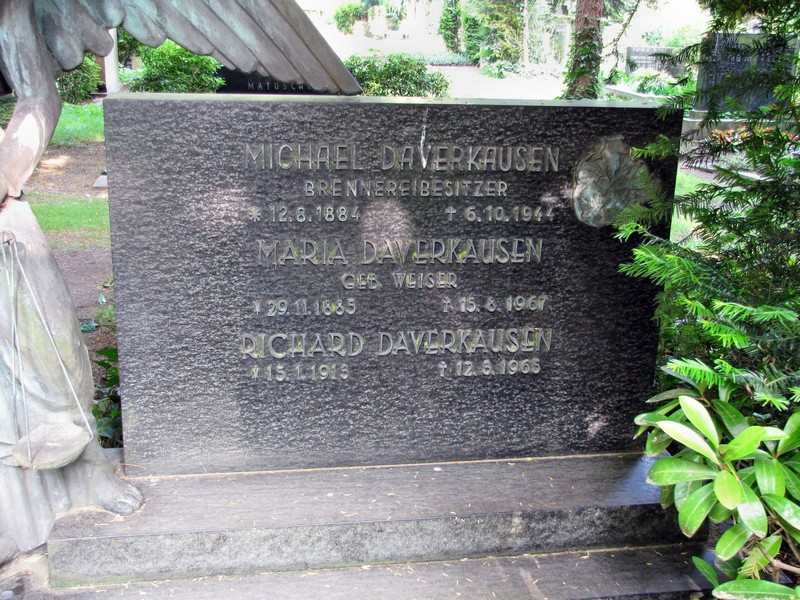 MATUSCH
MICHAEL DAVERKAUSEN
BRENNEREIBESITZER
* 12.8.1884 † 6.10.1944
MARIA DAVERKAUSEN
GEB. WEISER
* 29.11.1885 † 15.8.1967
RICHARD DAVERKAUSEN
* 15.1.1913 † 12.8.1965